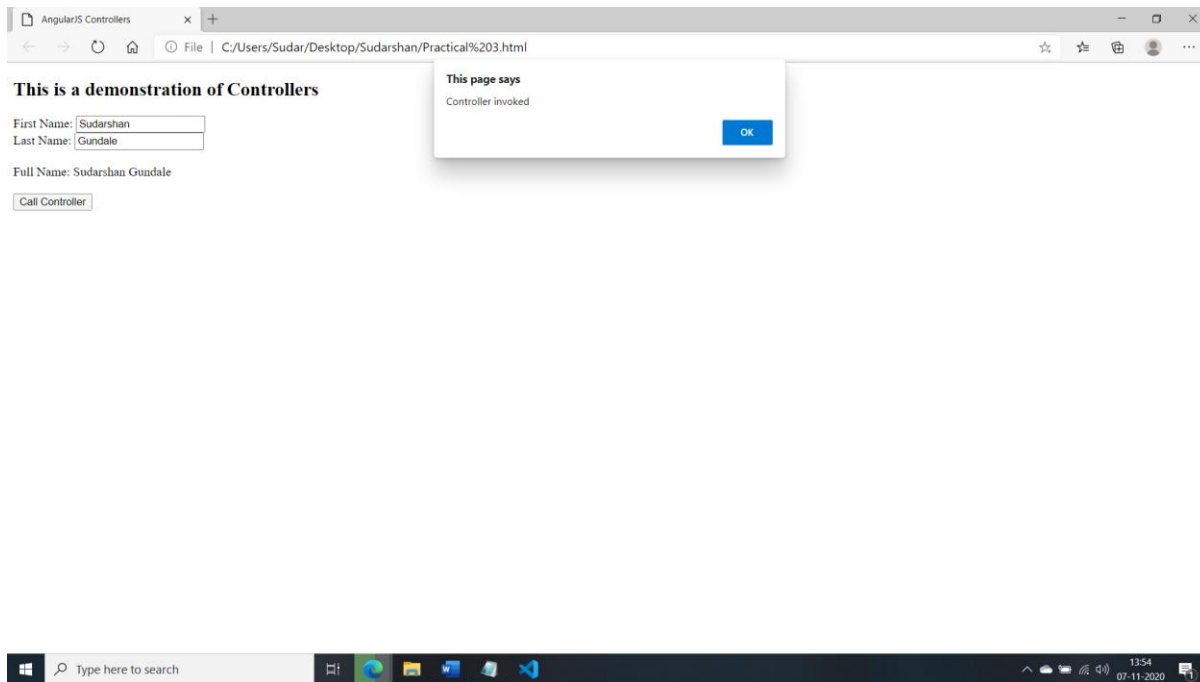 AngularJS Controllers
File | C:/Users/Sudar/Desktop/Sudarshan/Practical%203.html
This page says
Controller invoked
OK
This is a demonstration of Controllers
First Name: Sudarshan
Last Name: Gundale
Full Name: Sudarshan Gundale
Call Controller
Type here to search
13:54
07-11-2020